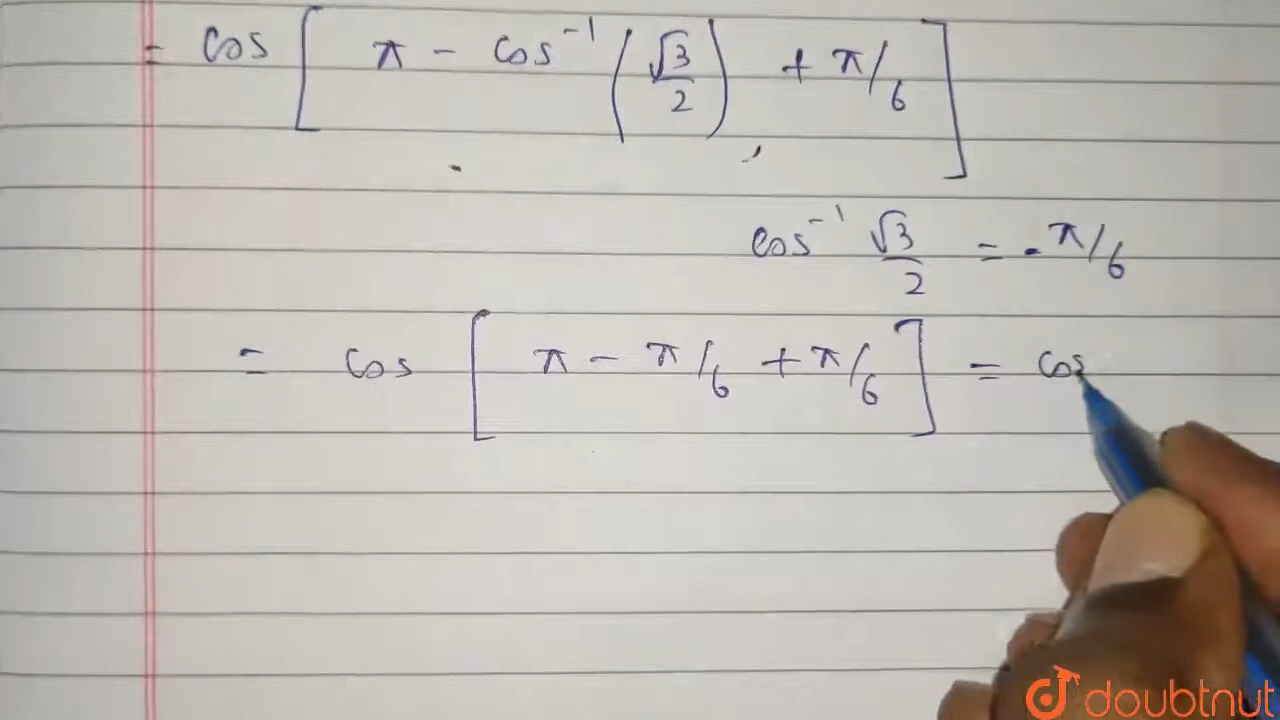 = cos [ π - cos⁻¹ (√3/2) + π/6 ]
cos⁻¹ √3/2 = π/6
= cos [ π - π/6 + π/6 ] = cos
doubtnut